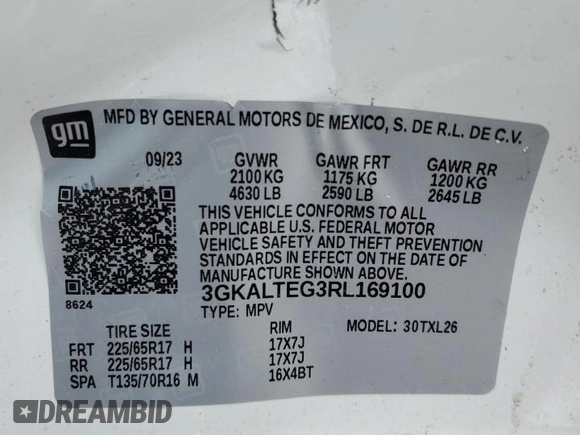 gm
MFD BY GENERAL MOTORS DE MEXICO, S. DE R.L. DE C.V.
09/23 GVWR GAWR FRT GAWR RR
2100 KG 1175 KG 1200 KG
4630 LB 2590 LB 2645 LB
THIS VEHICLE CONFORMS TO ALL
APPLICABLE U.S. FEDERAL MOTOR
VEHICLE SAFETY AND THEFT PREVENTION
STANDARDS IN EFFECT ON THE DATE OF
MANUFACTURE SHOWN ABOVE.
8624
3GKALTEG3RL169100
TYPE: MPV MODEL: 30TXL26
TIRE SIZE RIM
FRT 225/65R17 H 17X7J
RR 225/65R17 H 17X7J
SPA T135/70R16 M 16X4BT
DREAMBID